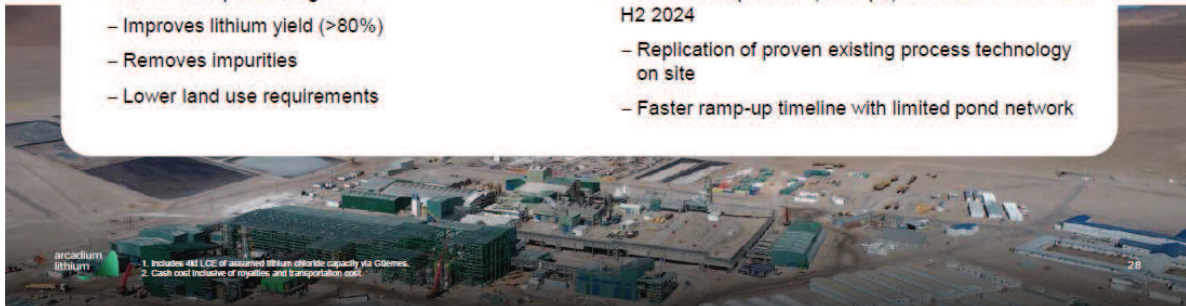 – Improves lithium yield (>80%)
– Removes impurities
– Lower land use requirements
H2 2024
– Replication of proven existing process technology
on site
– Faster ramp-up timeline with limited pond network
arcadium
lithium
1. Includes 4kt LCE of assumed lithium chloride capacity via Güemes.
2. Cash cost inclusive of royalties and transportation cost.
28